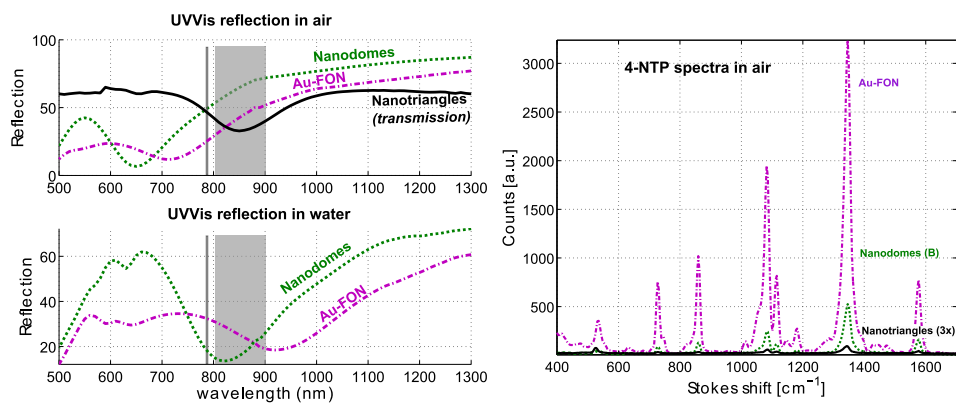 UVVis reflection in air
100
50
0
Reflection
Nanodomes
Au-FON
Nanotriangles
(transmission)
500 600 700 800 900 1000 1100 1200 1300
UVVis reflection in water
60
40
20
Reflection
Nanodomes
Au-FON
500 600 700 800 900 1000 1100 1200 1300
wavelength (nm)
4-NTP spectra in air
Au-FON
3000
2500
2000
1500
1000
500
Counts [a.u.]
Nanodomes (B)
Nanotriangles (3x)
400 600 800 1000 1200 1400 1600
Stokes shift [cm⁻¹]